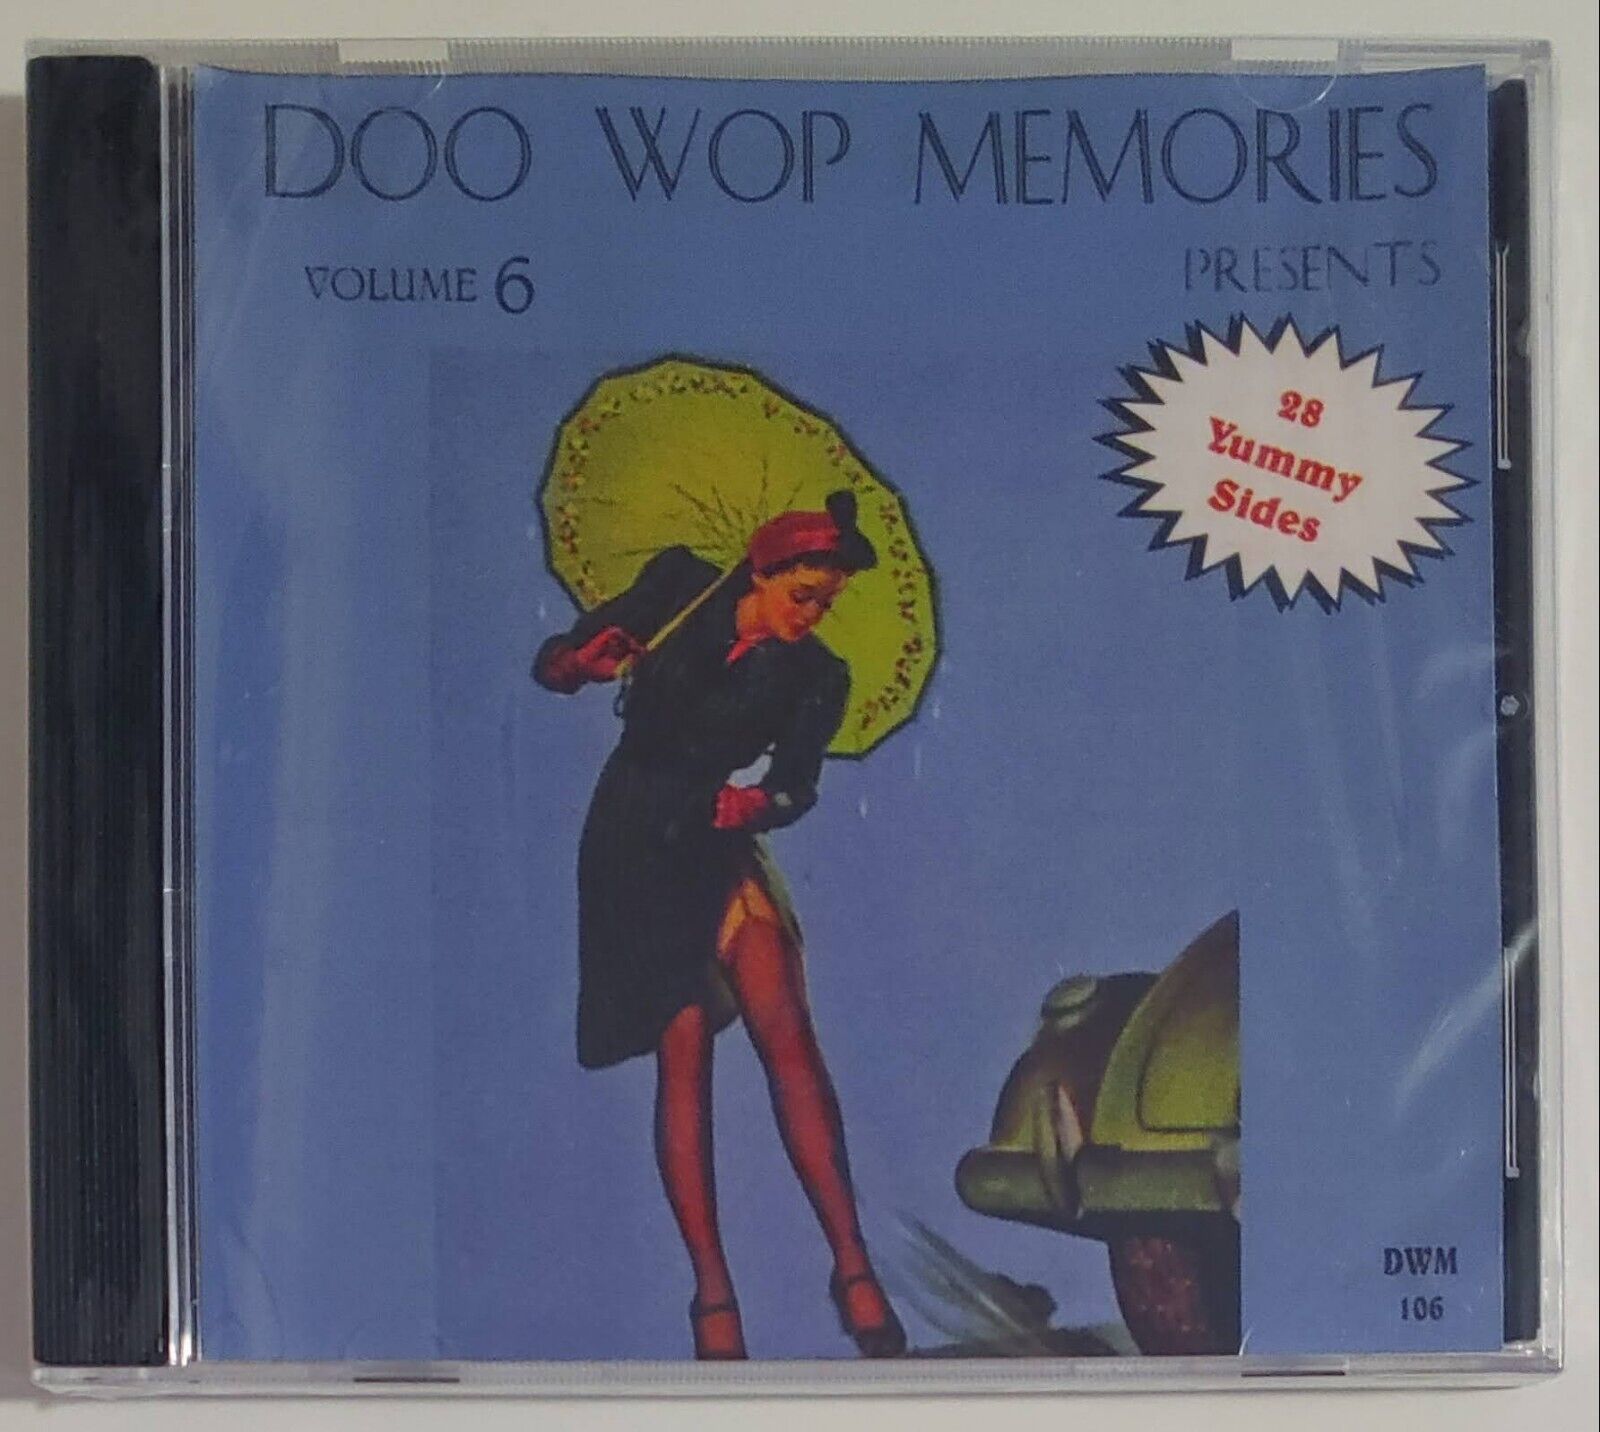 DOO WOP MEMORIES
VOLUME 6
PRESENTS
28
Yummy
Sides
DWM
106